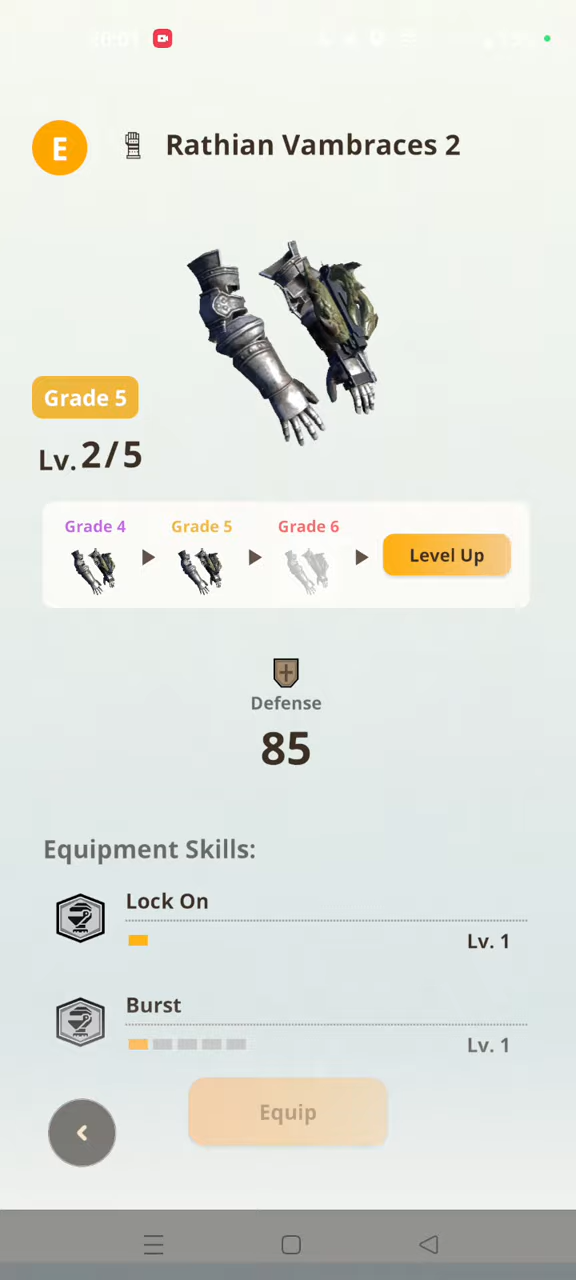 E
Rathian Vambraces 2
Grade 5
Lv. 2/5
Grade 4
Grade 5
Grade 6
Level Up
Defense
85
Equipment Skills:
Lock On
Lv. 1
Burst
Lv. 1
Equip